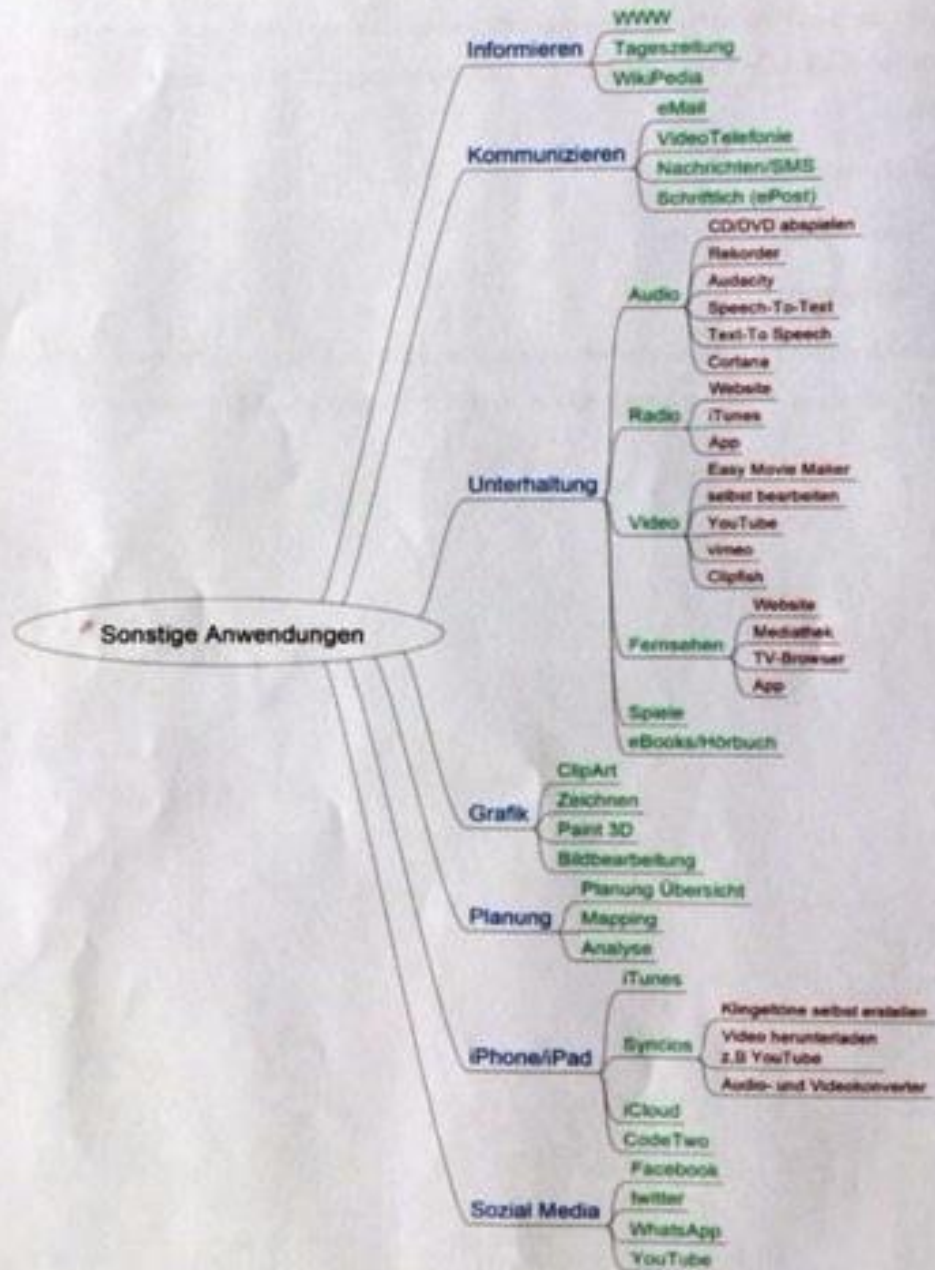 Sonstige Anwendungen
Informieren
WWW
Tageszeitung
WikiPedia
Kommunizieren
eMail
VideoTelefonie
Nachrichten/SMS
Schriftlich (ePost)
Unterhaltung
Audio
CD/DVD abspielen
Rekorder
Audacity
Speech-To-Text
Text-To Speech
Cortana
Radio
Website
iTunes
App
Video
Easy Movie Maker
selbst bearbeiten
YouTube
vimeo
Clipfish
Fernsehen
Website
Mediathek
TV-Browser
App
Spiele
eBooks/Hörbuch
Grafik
ClipArt
Zeichnen
Paint 3D
Bildbearbeitung
Planung
Planung Übersicht
Mapping
Analyse
iPhone/iPad
iTunes
Syncios
Klingeltöne selbst erstellen
Video herunterladen
z.B YouTube
Audio- und Videokonverter
iCloud
CodeTwo
Sozial Media
Facebook
twitter
WhatsApp
YouTube